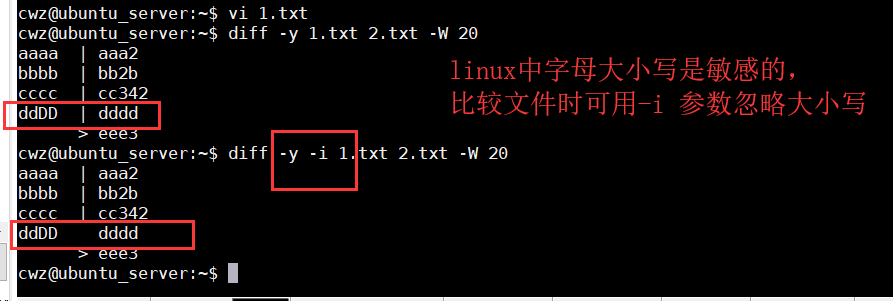 cwz@ubuntu_server:~$ vi 1.txt
cwz@ubuntu_server:~$ diff -y 1.txt 2.txt -W 20
aaaa | aaa2
bbbb | bb2b
cccc | cc342
ddDD | dddd
> eee3
cwz@ubuntu_server:~$ diff -y -i 1.txt 2.txt -W 20
aaaa | aaa2
bbbb | bb2b
cccc | cc342
ddDD dddd
> eee3
cwz@ubuntu_server:~$
linux中字母大小写是敏感的，
比较文件时可用-i 参数忽略大小写